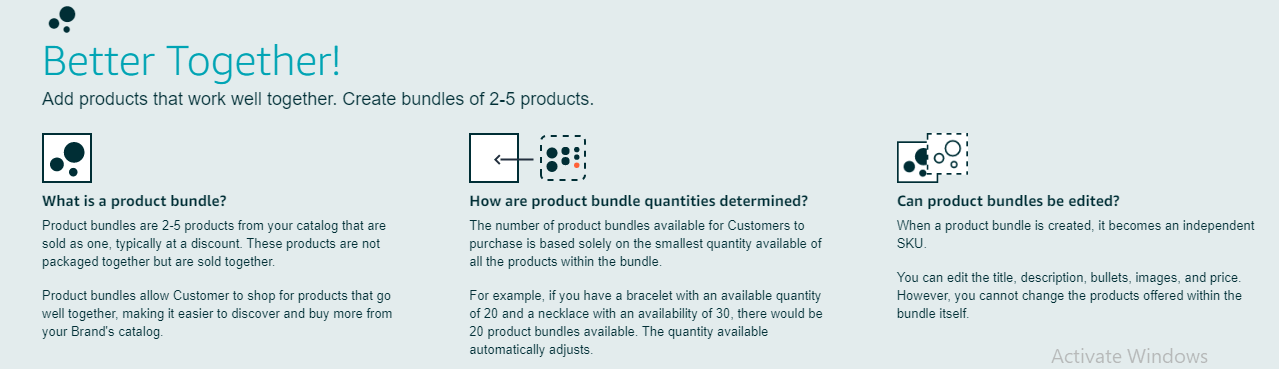 Better Together!
Add products that work well together. Create bundles of 2-5 products.
What is a product bundle?
Product bundles are 2-5 products from your catalog that are
sold as one, typically at a discount. These products are not
packaged together but are sold together.
Product bundles allow Customer to shop for products that go
well together, making it easier to discover and buy more from
your Brand's catalog.
How are product bundle quantities determined?
The number of product bundles available for Customers to
purchase is based solely on the smallest quantity available of
all the products within the bundle.
For example, if you have a bracelet with an available quantity
of 20 and a necklace with an availability of 30, there would be
20 product bundles available. The quantity available
automatically adjusts.
Can product bundles be edited?
When a product bundle is created, it becomes an independent
SKU.
You can edit the title, description, bullets, images, and price.
However, you cannot change the products offered within the
bundle itself.
Activate Windows